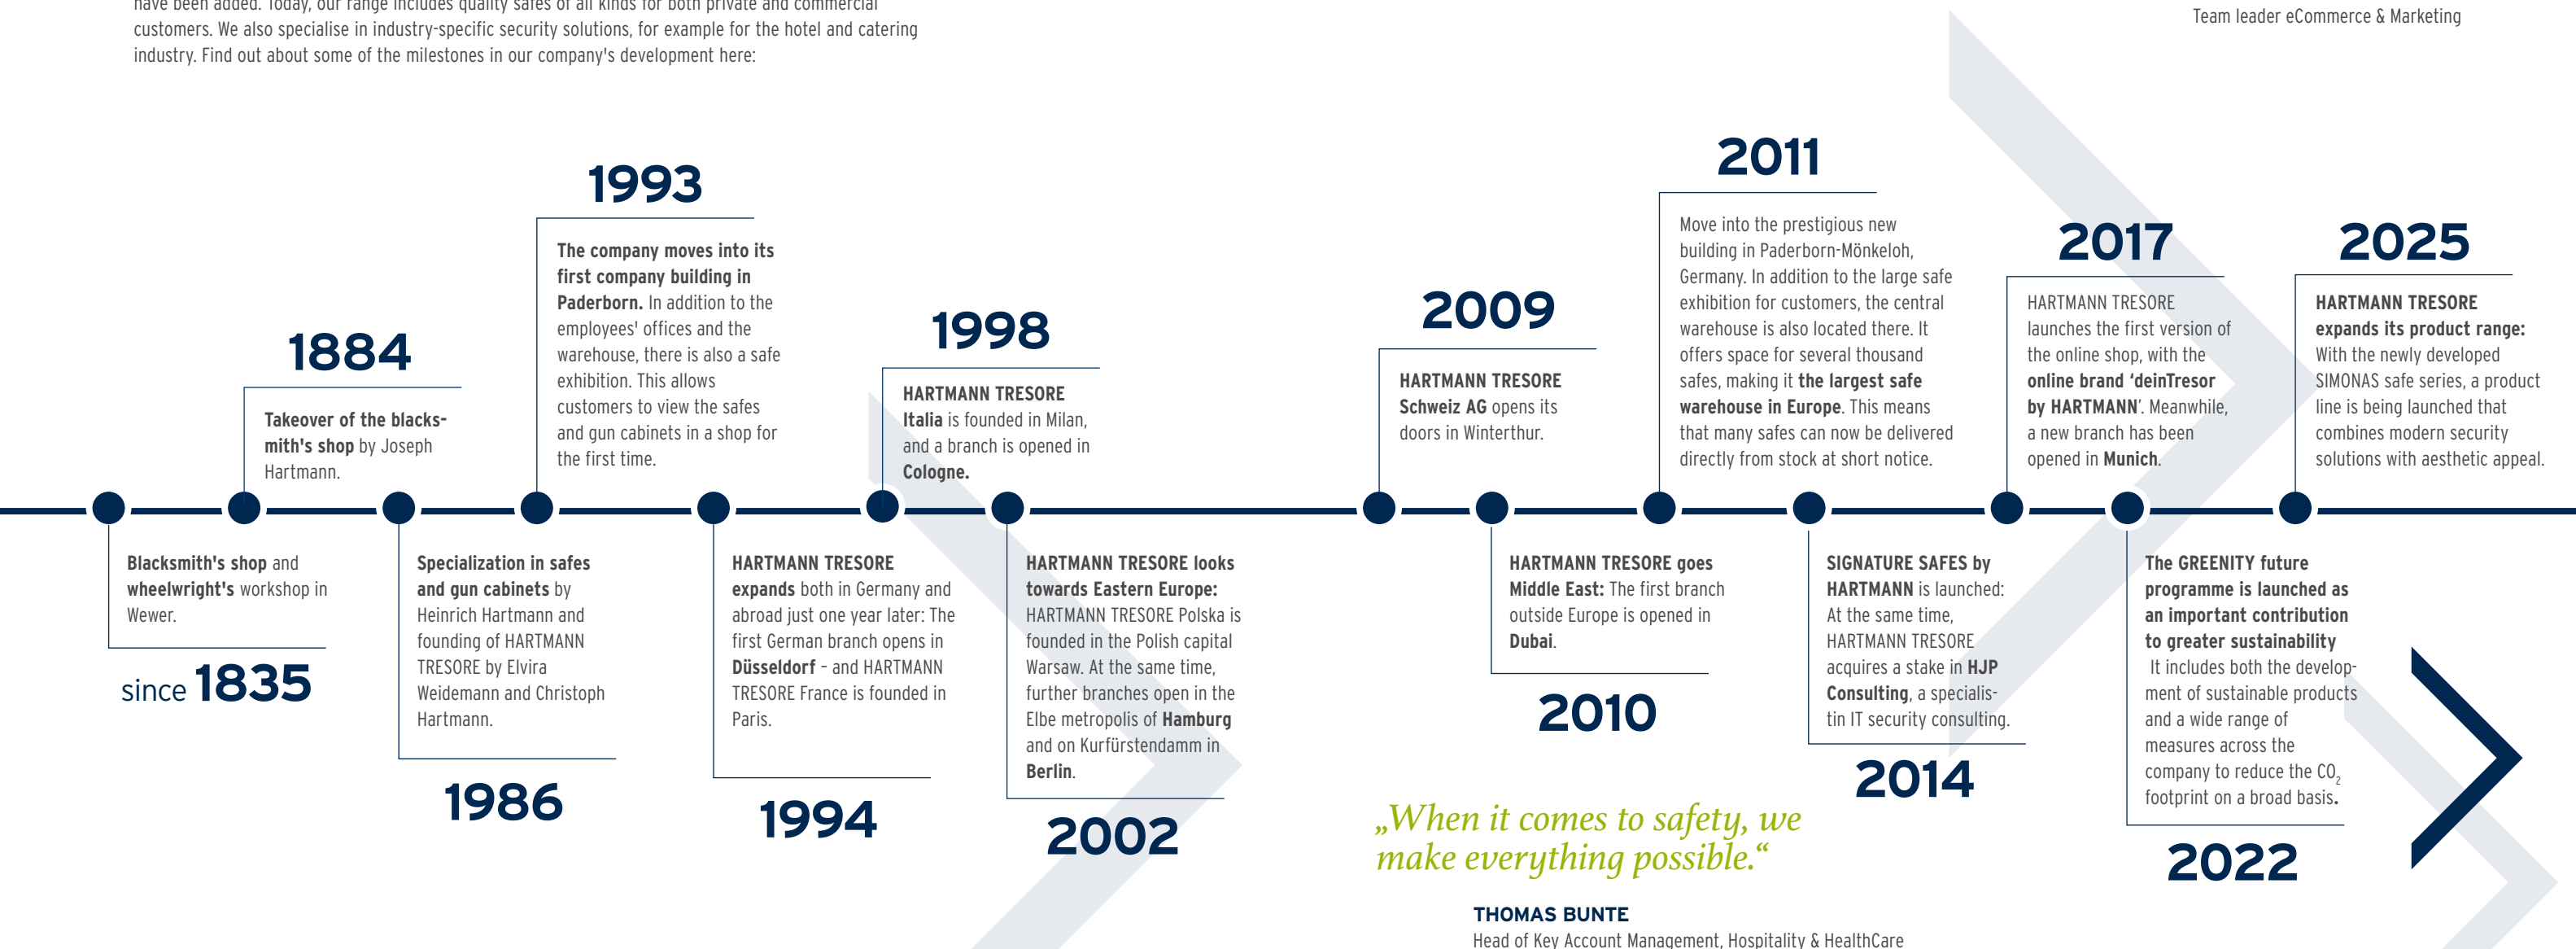 have been added. Today, our range includes quality safes of all kinds for both private and commercial
customers. We also specialise in industry-specific security solutions, for example for the hotel and catering
industry. Find out about some of the milestones in our company's development here:
Team leader eCommerce & Marketing
since 1835
Blacksmith's shop and
wheelwright's workshop in
Wewer.
1884
Takeover of the blacks-
mith's shop by Joseph
Hartmann.
Specialization in safes
and gun cabinets by
Heinrich Hartmann and
founding of HARTMANN
TRESORE by Elvira
Weidemann and Christoph
Hartmann.
1986
1993
The company moves into its
first company building in
Paderborn. In addition to the
employees' offices and the
warehouse, there is also a safe
exhibition. This allows
customers to view the safes
and gun cabinets in a shop for
the first time.
HARTMANN TRESORE
expands both in Germany and
abroad just one year later: The
first German branch opens in
Düsseldorf – and HARTMANN
TRESORE France is founded in
Paris.
1994
1998
HARTMANN TRESORE
Italia is founded in Milan,
and a branch is opened in
Cologne.
HARTMANN TRESORE looks
towards Eastern Europe:
HARTMANN TRESORE Polska is
founded in the Polish capital
Warsaw. At the same time,
further branches open in the
Elbe metropolis of Hamburg
and on Kurfürstendamm in
Berlin.
2002
2009
HARTMANN TRESORE
Schweiz AG opens its
doors in Winterthur.
HARTMANN TRESORE goes
Middle East: The first branch
outside Europe is opened in
Dubai.
2010
2011
Move into the prestigious new
building in Paderborn-Mönkeloh,
Germany. In addition to the large safe
exhibition for customers, the central
warehouse is also located there. It
offers space for several thousand
safes, making it the largest safe
warehouse in Europe. This means
that many safes can now be delivered
directly from stock at short notice.
SIGNATURE SAFES by
HARTMANN is launched:
At the same time,
HARTMANN TRESORE
acquires a stake in HJP
Consulting, a specialis-
tin IT security consulting.
2014
2017
HARTMANN TRESORE
launches the first version of
the online shop, with the
online brand ‘deinTresor
by HARTMANN’. Meanwhile,
a new branch has been
opened in Munich.
The GREENITY future
programme is launched as
an important contribution
to greater sustainability
It includes both the develop-
ment of sustainable products
and a wide range of
measures across the
company to reduce the CO₂
footprint on a broad basis.
2022
2025
HARTMANN TRESORE
expands its product range:
With the newly developed
SIMONAS safe series, a product
line is being launched that
combines modern security
solutions with aesthetic appeal.
„When it comes to safety, we
make everything possible.“
THOMAS BUNTE
Head of Key Account Management, Hospitality & HealthCare